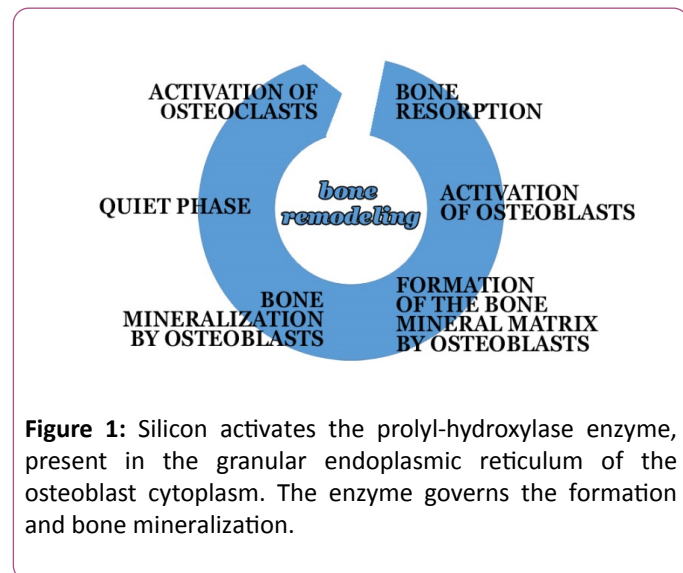 ACTIVATION OF
OSTEOCLASTS
BONE
RESORPTION
QUIET PHASE
bone
remodeling
ACTIVATION
OF OSTEOBLASTS
BONE
MINERALIZATION
BY OSTEOBLASTS
FORMATION
OF THE BONE
MINERAL MATRIX
BY OSTEOBLASTS
Figure 1: Silicon activates the prolyl-hydroxylase enzyme,
present in the granular endoplasmic reticulum of the
osteoblast cytoplasm. The enzyme governs the formation
and bone mineralization.